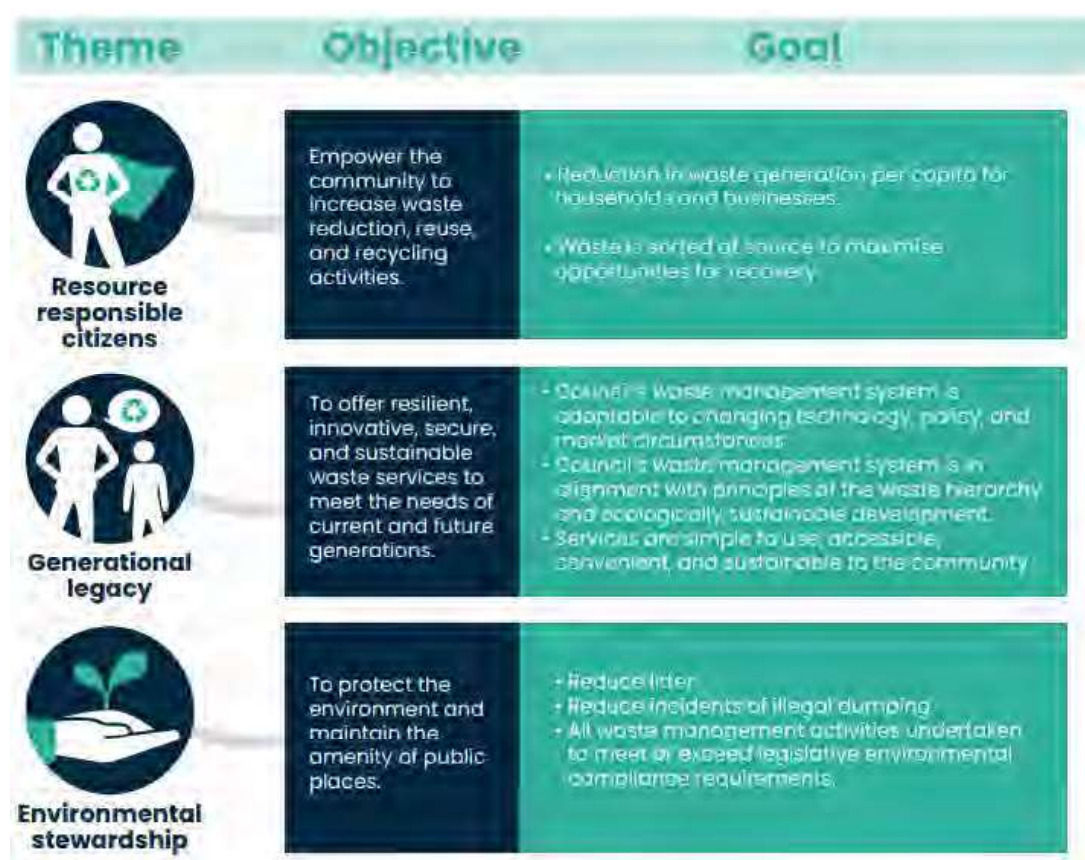 Theme Objective Goal
Resource
responsible
citizens
Empower the
community to
increase waste
reduction, reuse,
and recycling
activities.
• Reduction in waste generation per capita for
households and businesses.
• Waste is sorted at source to maximise
opportunities for recovery
Generational
legacy
To offer resilient,
innovative, secure,
and sustainable
waste services to
meet the needs of
current and future
generations.
• Council's waste management system is
adaptable to changing technology, policy, and
market circumstances
• Council's waste management system is in
alignment with principles of the waste hierarchy
and ecologically sustainable development.
• Services are simple to use, accessible,
convenient, and sustainable to the community
Environmental
stewardship
To protect the
environment and
maintain the
amenity of public
places.
• Reduce litter
• Reduce incidents of illegal dumping
• All waste management activities undertaken
to meet or exceed legislative environmental
compliance requirements.